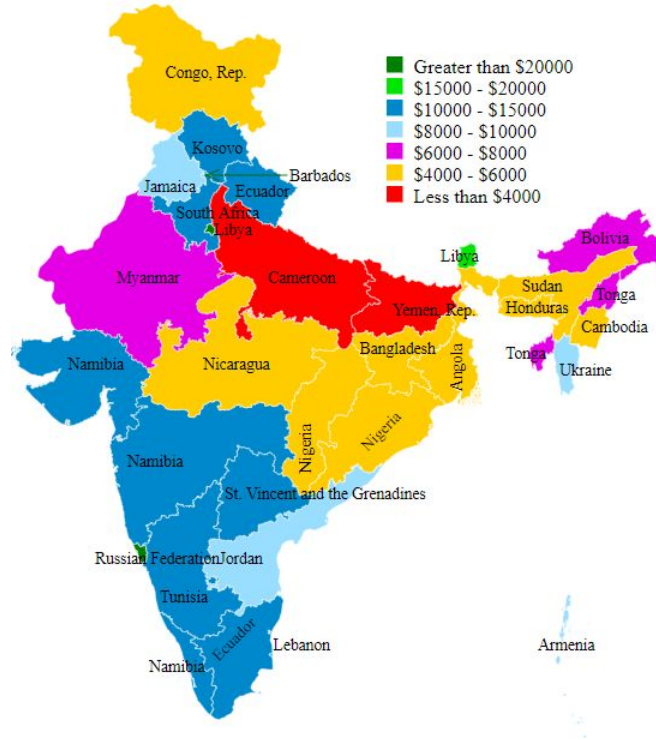 Congo, Rep.
Greater than $20000
$15000 - $20000
$10000 - $15000
$8000 - $10000
$6000 - $8000
$4000 - $6000
Less than $4000
Kosovo
Jamaica
Barbados
Ecuador
South Africa
Libya
Myanmar
Cameroon
Yemen, Rep.
Libya
Bolivia
Sudan
Tonga
Honduras
Cambodia
Tonga
Ukraine
Bangladesh
Angola
Namibia
Nicaragua
Nigeria
Nigeria
Namibia
St. Vincent and the Grenadines
Russian Federation
Jordan
Tunisia
Ecuador
Lebanon
Namibia
Armenia